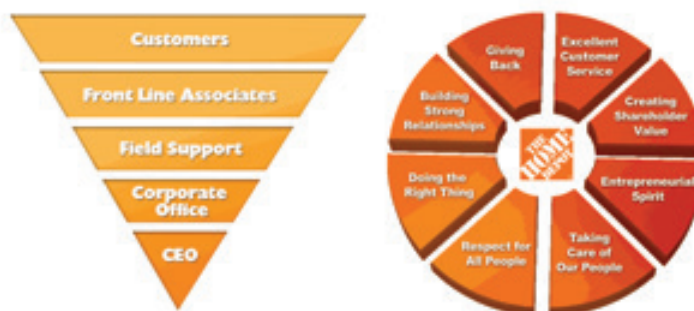 Customers
Front Line Associates
Field Support
Corporate
Office
CEO
Giving
Back
Excellent
Customer
Service
Creating
Shareholder
Value
Entrepreneurial
Spirit
Taking
Care of
Our People
Respect for
All People
Doing the
Right Thing
Building
Strong
Relationships
THE
HOME
DEPOT